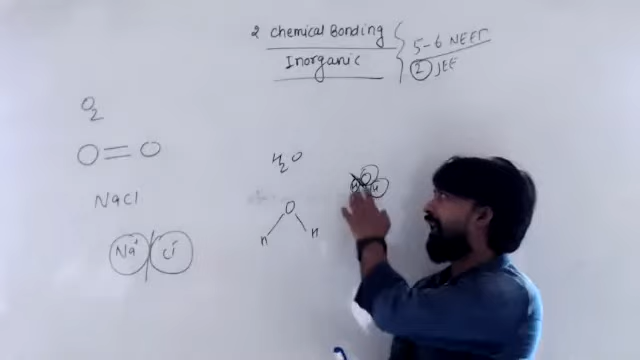 2 Chemical Bonding
Inorganic
5-6 NEET
2 JEE
O2
O=O
NaCl
Na+ Cl-
H2O
O
H H
O
H H